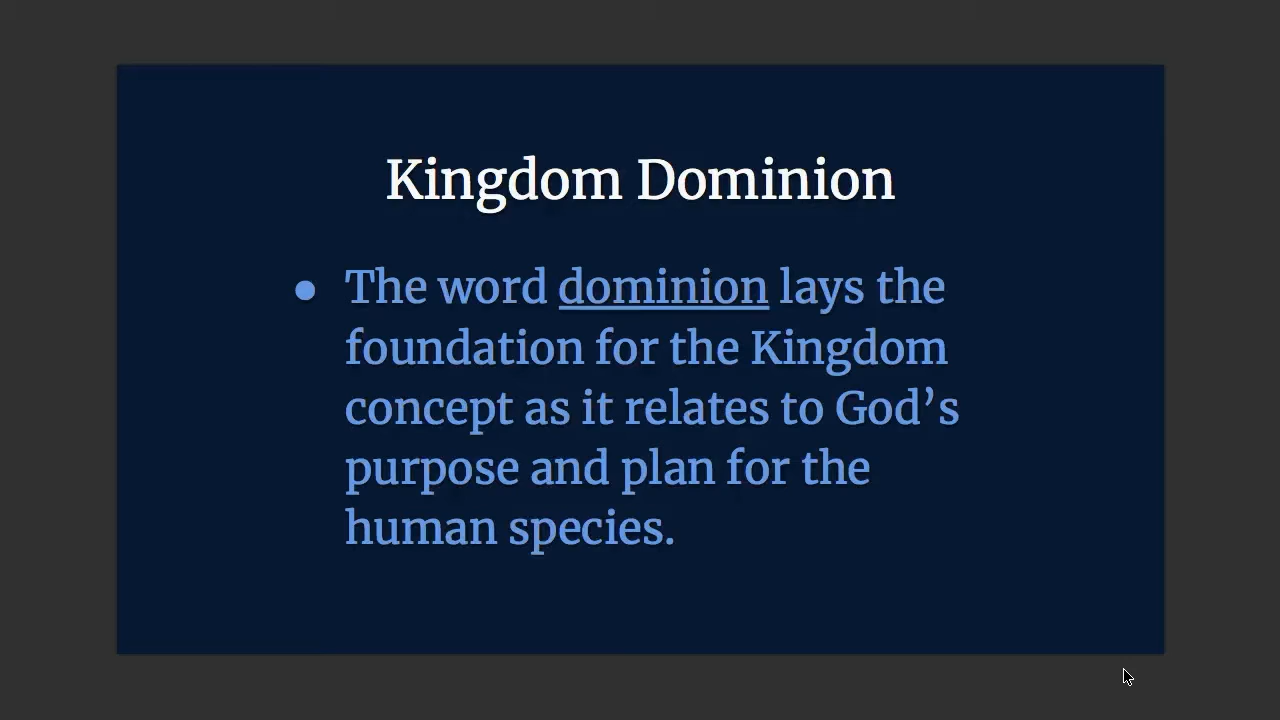 Kingdom Dominion
● The word dominion lays the
foundation for the Kingdom
concept as it relates to God’s
purpose and plan for the
human species.